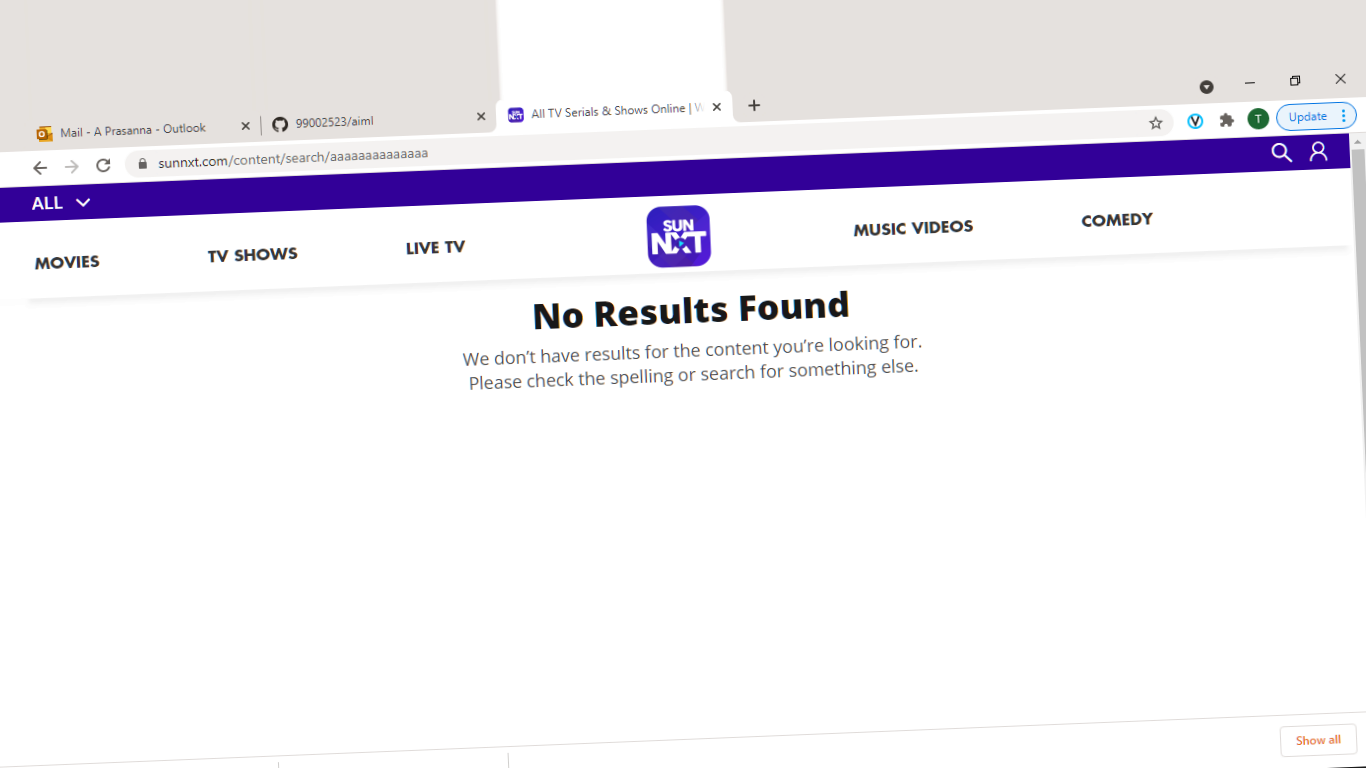 Mail - A Prasanna - Outlook
99002523/aiml
All TV Serials & Shows Online |
Update
T
sunnxt.com/content/search/aaaaaaaaaaaaaa
ALL
MOVIES
TV SHOWS
LIVE TV
SUN
NXT
MUSIC VIDEOS
COMEDY
No Results Found
We don’t have results for the content you’re looking for.
Please check the spelling or search for something else.
Show all